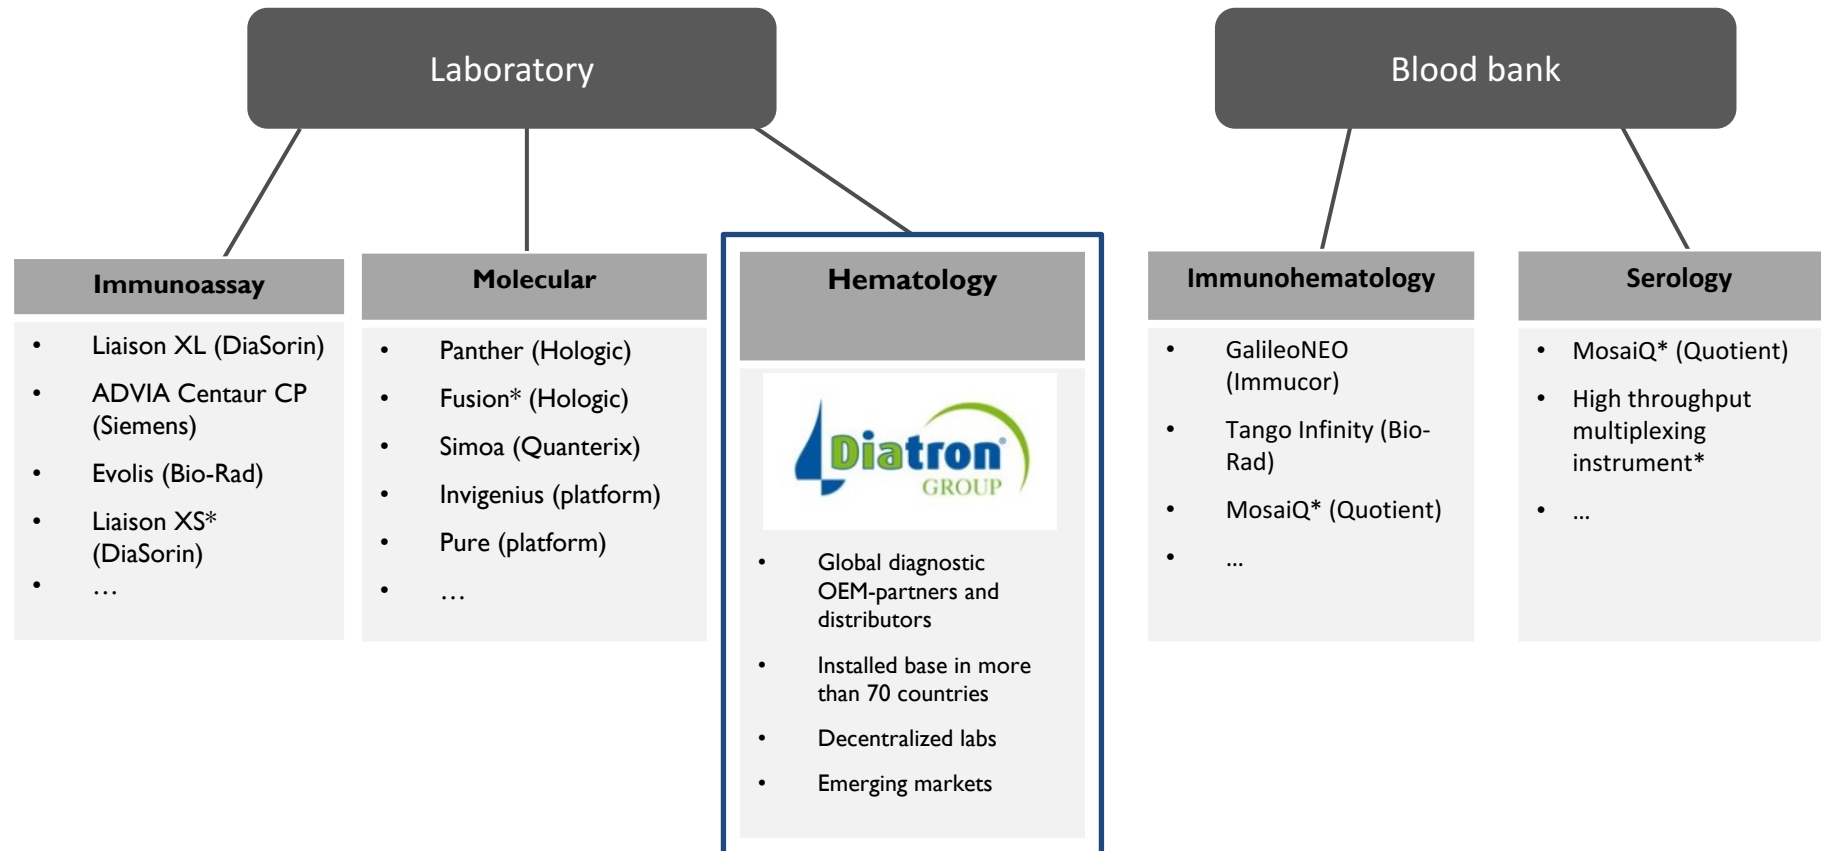 Laboratory
Blood bank
Immunoassay
• Liaison XL (DiaSorin)
• ADVIA Centaur CP
(Siemens)
• Evolis (Bio-Rad)
• Liaison XS*
(DiaSorin)
• …
Molecular
• Panther (Hologic)
• Fusion* (Hologic)
• Simoa (Quanterix)
• Invigenius (platform)
• Pure (platform)
• …
Hematology
Diatron®
GROUP
• Global diagnostic
OEM-partners and
distributors
• Installed base in more
than 70 countries
• Decentralized labs
• Emerging markets
Immunohematology
• GalileoNEO
(Immucor)
• Tango Infinity (Bio-
Rad)
• MosaiQ* (Quotient)
• …
Serology
• MosaiQ* (Quotient)
• High throughput
multiplexing
instrument*
• …